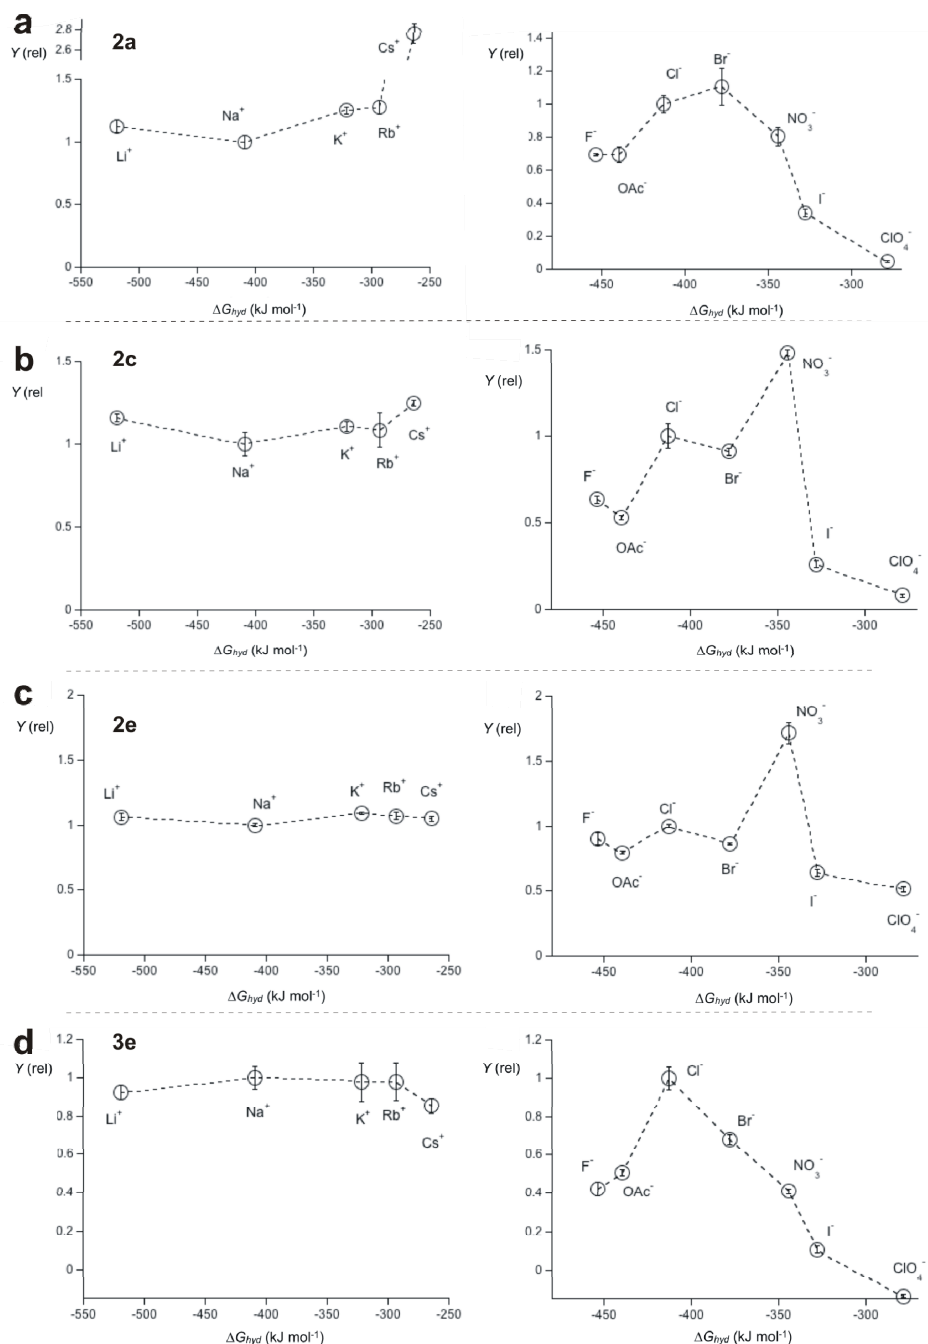 a
2a
Y (rel)
2.8
2.6
1.5
1
0.5
0
Li⁺
Na⁺
K⁺
Rb⁺
Cs⁺
-550 -500 -450 -400 -350 -300 -250
ΔG_hyd (kJ mol⁻¹)
Y (rel)
1.4
1.2
1
0.8
0.6
0.4
0.2
0
F⁻
OAc⁻
Cl⁻
Br⁻
NO₃⁻
I⁻
ClO₄⁻
-450 -400 -350 -300
ΔG_hyd (kJ mol⁻¹)
b
2c
Y (rel
1.5
1
0.5
0
Li⁺
Na⁺
K⁺
Rb⁺
Cs⁺
-550 -500 -450 -400 -350 -300 -250
ΔG_hyd (kJ mol⁻¹)
Y (rel)
1.5
1
0.5
0
F⁻
OAc⁻
Cl⁻
Br⁻
NO₃⁻
I⁻
ClO₄⁻
-450 -400 -350 -300
ΔG_hyd (kJ mol⁻¹)
c
2e
Y (rel)
2
1.5
1
0.5
0
Li⁺
Na⁺
K⁺
Rb⁺
Cs⁺
-550 -500 -450 -400 -350 -300 -250
ΔG_hyd (kJ mol⁻¹)
Y (rel)
2
1.5
1
0.5
0
F⁻
OAc⁻
Cl⁻
Br⁻
NO₃⁻
I⁻
ClO₄⁻
-450 -400 -350 -300
ΔG_hyd (kJ mol⁻¹)
d
3e
Y (rel)
1.2
1
0.8
0.6
0.4
0.2
0
Li⁺
Na⁺
K⁺
Rb⁺
Cs⁺
-550 -500 -450 -400 -350 -300 -250
ΔG_hyd (kJ mol⁻¹)
Y (rel)
1.2
1
0.8
0.6
0.4
0.2
0
F⁻
OAc⁻
Cl⁻
Br⁻
NO₃⁻
I⁻
ClO₄⁻
-450 -400 -350 -300
ΔG_hyd (kJ mol⁻¹)